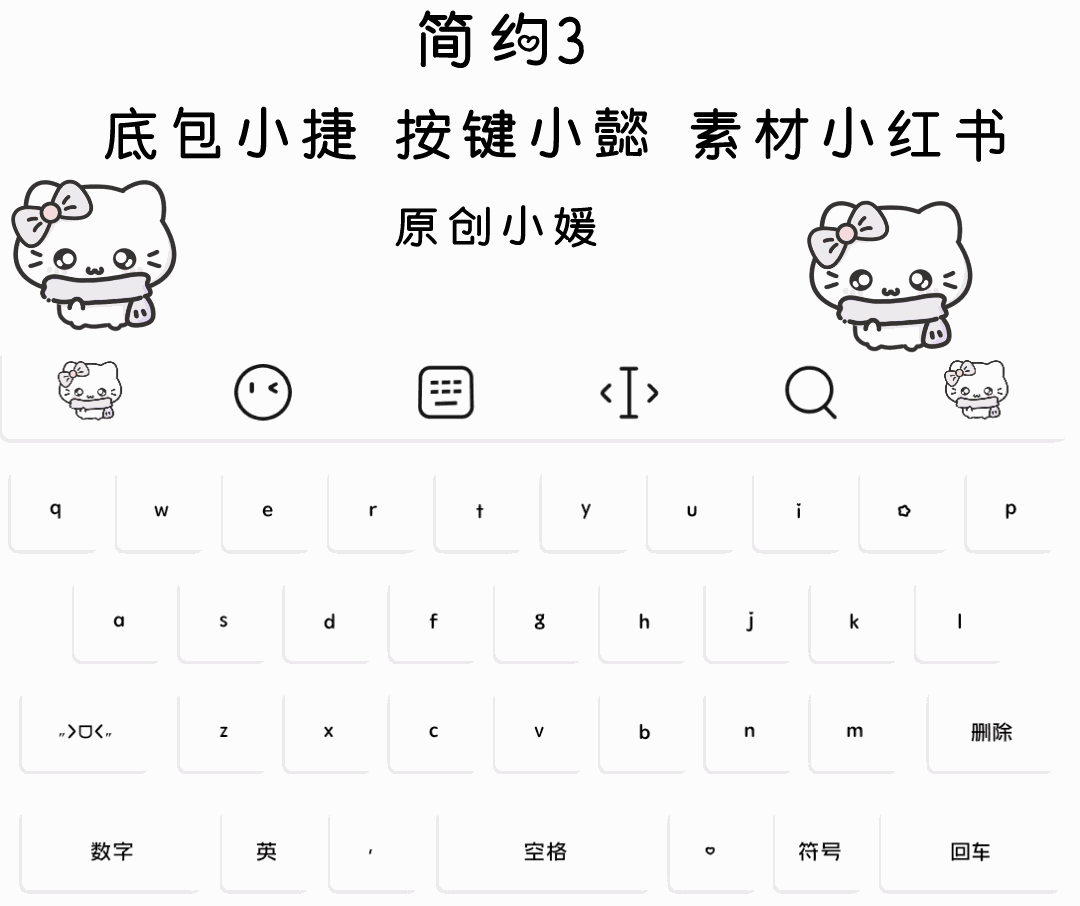 简约3
底包小捷 按键小懿 素材小红书
原创小媛
q w e r t y u i o p
a s d f g h j k l
„>ᗜ<„ z x c v b n m 删除
数字 英 , 空格 符号 回车